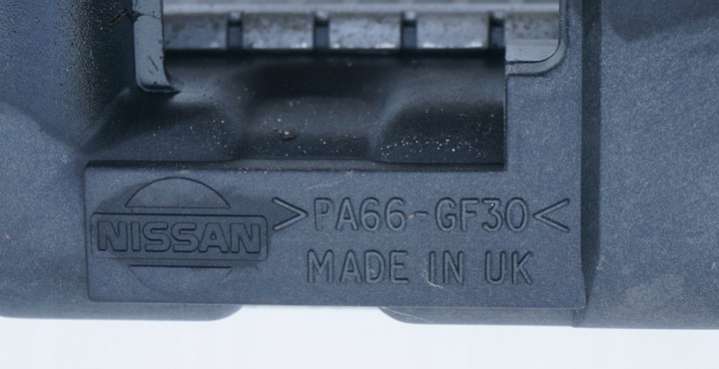 NISSAN
>PA66-GF30<
MADE IN UK